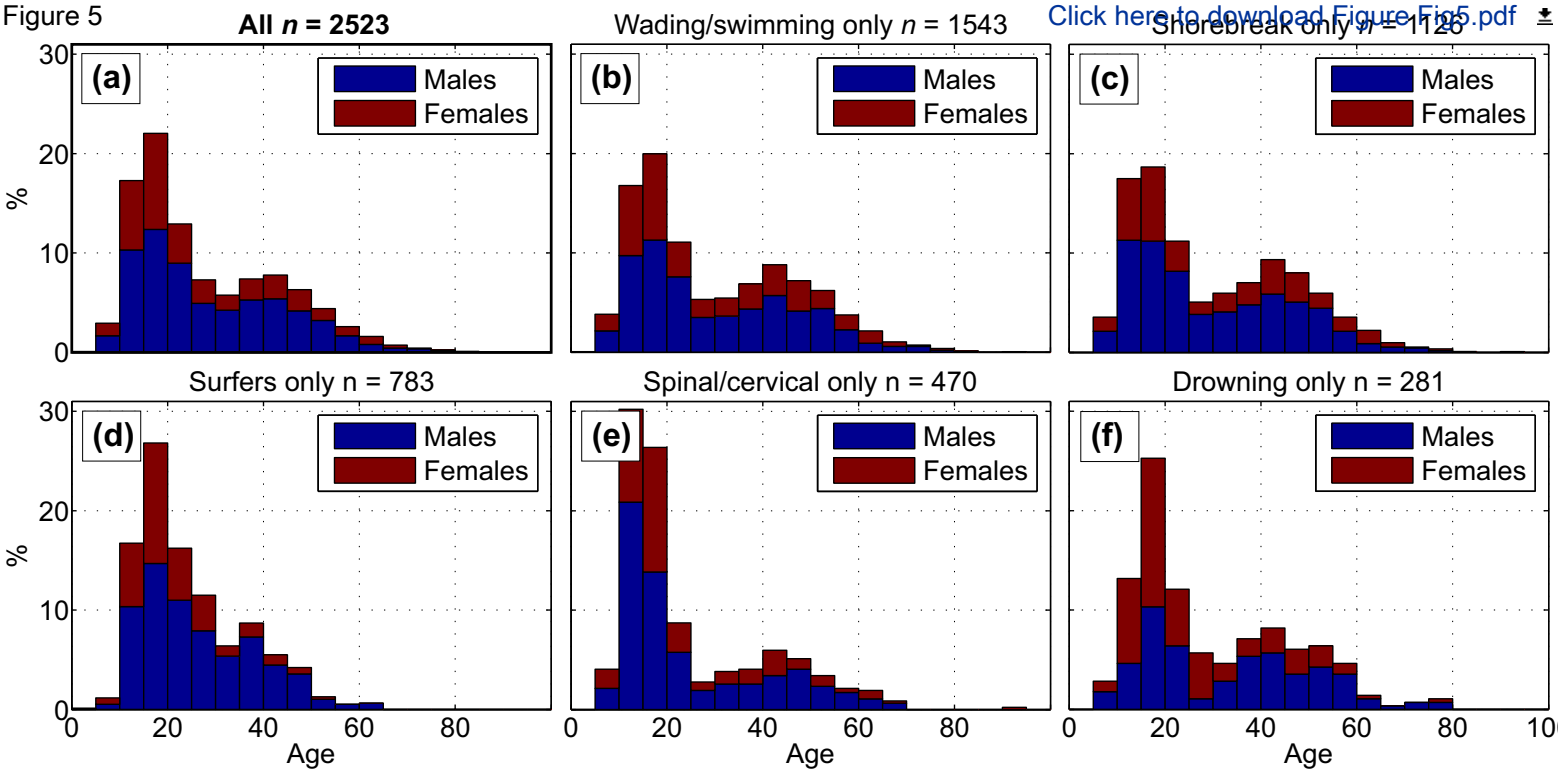 Figure 5
Click here to download Figure Fig5.pdf
All n = 2523
Wading/swimming only n = 1543
Shorebreak only n = 1126
(a)
Males
Females
(b)
Males
Females
(c)
Males
Females
30
20
10
0
%
Surfers only n = 783
Spinal/cervical only n = 470
Drowning only n = 281
(d)
Males
Females
(e)
Males
Females
(f)
Males
Females
30
20
10
0
%
0 20 40 60 80
0 20 40 60 80
0 20 40 60 80 10
Age
Age
Age